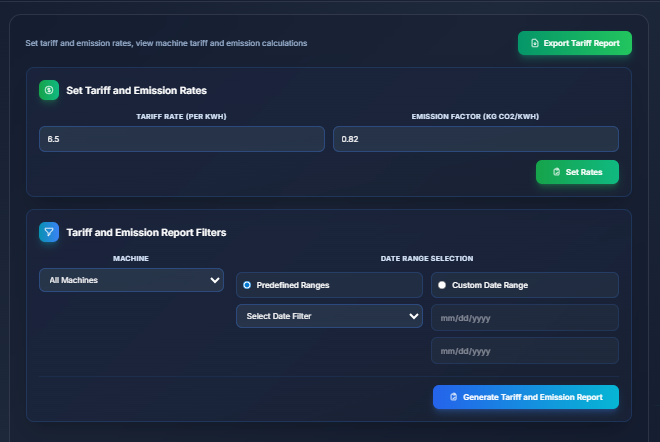 Set tariff and emission rates, view machine tariff and emission calculations
Export Tariff Report
Set Tariff and Emission Rates
TARIFF RATE (PER KWH)
EMISSION FACTOR (KG CO2/KWH)
6.5
0.82
Set Rates
Tariff and Emission Report Filters
MACHINE
DATE RANGE SELECTION
All Machines
Predefined Ranges
Custom Date Range
Select Date Filter
mm/dd/yyyy
mm/dd/yyyy
Generate Tariff and Emission Report